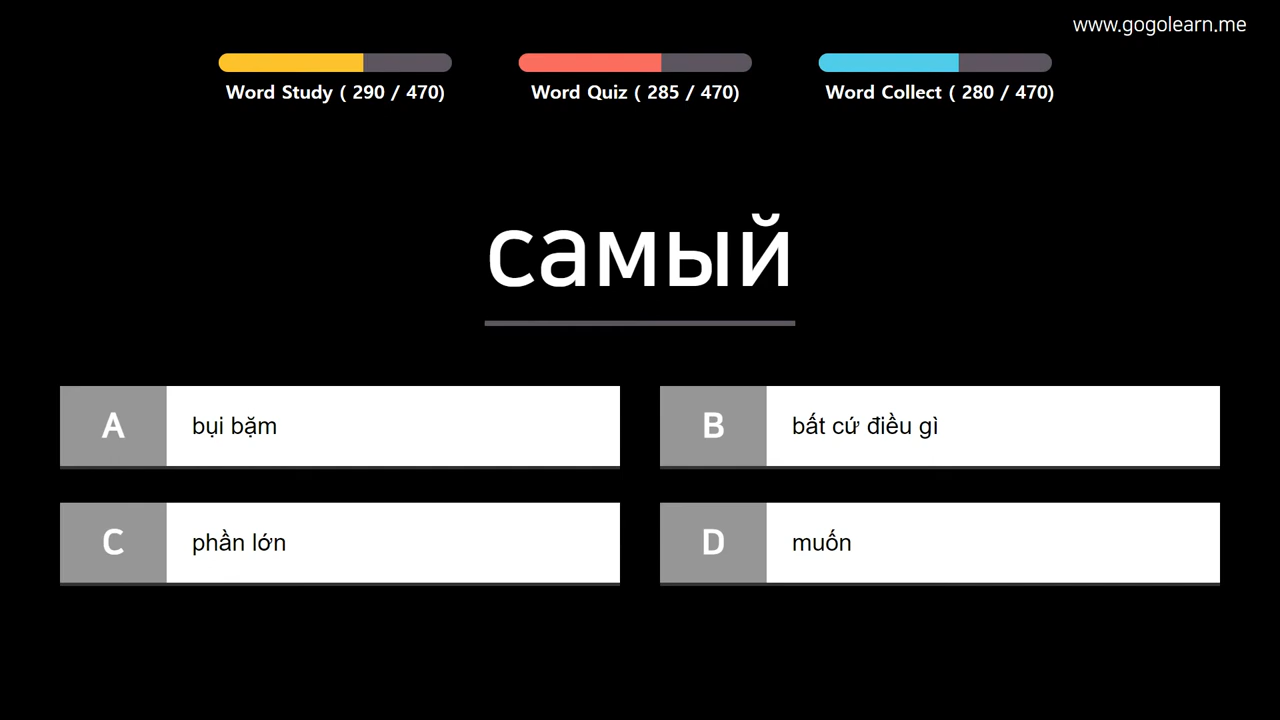 www.gogolearn.me
Word Study ( 290 / 470)
Word Quiz ( 285 / 470)
Word Collect ( 280 / 470)
самый
A bụi bặm
B bất cứ điều gì
C phần lớn
D muốn